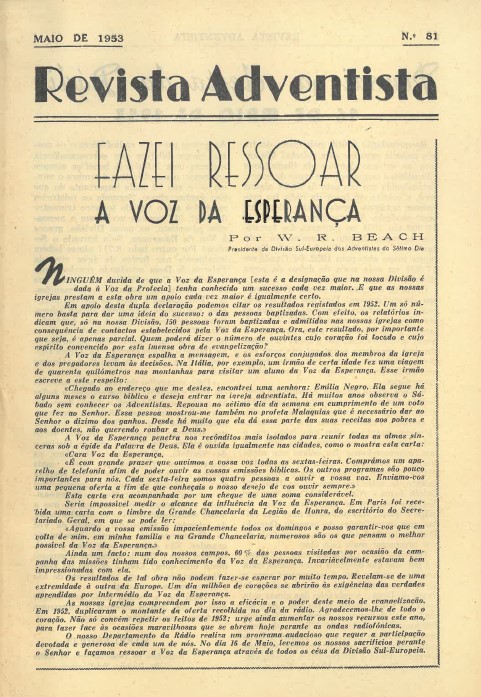 MAIO DE 1953
N.º 81
Revista Adventista
FAZEI RESSOAR
A VOZ DA ESPERANÇA
Por W. R. BEACH
Presidente da Divisão Sul-Europeia dos Adventistas do Sétimo Dia
NINGUÉM duvida de que a Voz da Esperança [esta é a designação que na nossa Divisão é
dada à Voz da Profecia] tenha conhecido um sucesso cada vez maior. E que as nossas
igrejas prestam a esta obra um apoio cada vez maior é igualmente certo.
Em apoio desta dupla declaração podemos citar os resultados registados em 1952. Um só nú-
mero basta para dar uma ideia do sucesso: o das pessoas baptizadas. Com efeito, os relatórios in-
dicam que, só na nossa Divisão, 150 pessoas foram baptizadas e admitidas nas nossas igrejas como
consequência de contactos estabelecidos pela Voz da Esperança. Ora, este resultado, por importante
que seja, é apenas parcial. Quem poderá dizer o número de ouvintes cujo coração foi tocado e cujo
espírito convencido por esta imensa obra de evangelização?
A Voz da Esperança espalha a mensagem, e os esforços conjugados dos membros da igreja
e dos pregadores levam às decisões. Na Itália, por exemplo, um irmão de certa idade fez uma viagem
de quarenta quilómetros nas montanhas para visitar um aluno da Voz da Esperança. Esse irmão
escreve a este respeito:
«Chegado ao endereço que me destes, encontrei uma senhora: Emília Negro. Ela segue há
alguns meses o curso bíblico e deseja entrar na igreja adventista. Há muitos anos observa o Sá-
bado sem conhecer os Adventistas. Repousa no sétimo dia da semana em cumprimento de um voto
que fez ao Senhor. Essa pessoa mostrou-me também no profeta Malaquias que é necessário dar ao
Senhor o dízimo dos ganhos. Desde há muito que ela dá essa parte das suas receitas aos pobres e
aos doentes, não querendo roubar a Deus.»
A Voz da Esperança penetra nos recônditos mais isolados para reunir todas as almas sin-
ceras sob a égide da Palavra de Deus. Ela é ouvida igualmente nas cidades, como o mostra esta carta:
«Cara Voz da Esperança,
«É com grande prazer que ouvimos a vossa voz todas as sextas-feiras. Comprámos um apa-
relho de telefonia afim de poder ouvir as vossas emissões bíblicas. Os outros programas são pouco
importantes para nós. Cada sexta-feira somos quatro pessoas a ouvir a vossa voz. Enviamo-vos
uma pequena oferta a fim de que conheçais o nosso desejo de vos ouvir sempre.»
Esta carta era acompanhada por um cheque de uma soma considerável.
Seria impossível medir o alcance da influência da Voz da Esperança. Em Paris foi rece-
bida uma carta com o timbre da Grande Chancelaria da Legião de Honra, do escritório do Secre-
tariado Geral, em que se pode ler:
«Aguardo a vossa emissão impacientemente todos os domingos e posso garantir-vos que em
volta de mim, em minha família e na Grande Chancelaria, numerosos são os que pensam o melhor
possível da Voz da Esperança.»
Ainda um facto: num dos nossos campos, 60% das pessoas visitadas por ocasião da cam-
panha das missões tinham tido conhecimento da Voz da Esperança. Invariavelmente estavam bem
impressionadas com ela.
Os resultados de tal obra não podem fazer-se esperar por muito tempo. Revelam-se de uma
extremidade à outra da Europa. Um dia milhões de corações se abrirão às exigências das verdades
aprendidas por intermédio da Voz da Esperança.
As nossas igrejas compreendem por isso a eficácia e o poder deste meio de evangelização.
Em 1952, duplicaram o montante da oferta recolhida no dia da rádio. Agradecemos-lhe de todo o
coração. Não só convém repetir os feitos de 1952; urge ainda aumentar os nossos recursos este ano,
para fazer face às ocasiões maravilhosas que se abrem hoje perante as ondas radiofónicas.
O nosso Departamento da Rádio realiza um programa audacioso que requer a participação
devotada e generosa de cada um de nós. No dia 16 de Maio, levemos os nossos sacrifícios perante
o Senhor e façamos ressoar a Voz da Esperança através de todos os céus da Divisão Sul-Europeia.